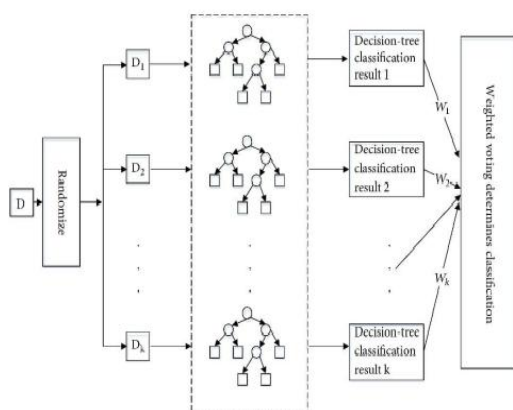 D
Randomize
D₁
Decision-tree
classification
result 1
W₁
D₂
Decision-tree
classification
result 2
W₂
Dₖ
Decision-tree
classification
result k
Wₖ
Weighted voting determines classification